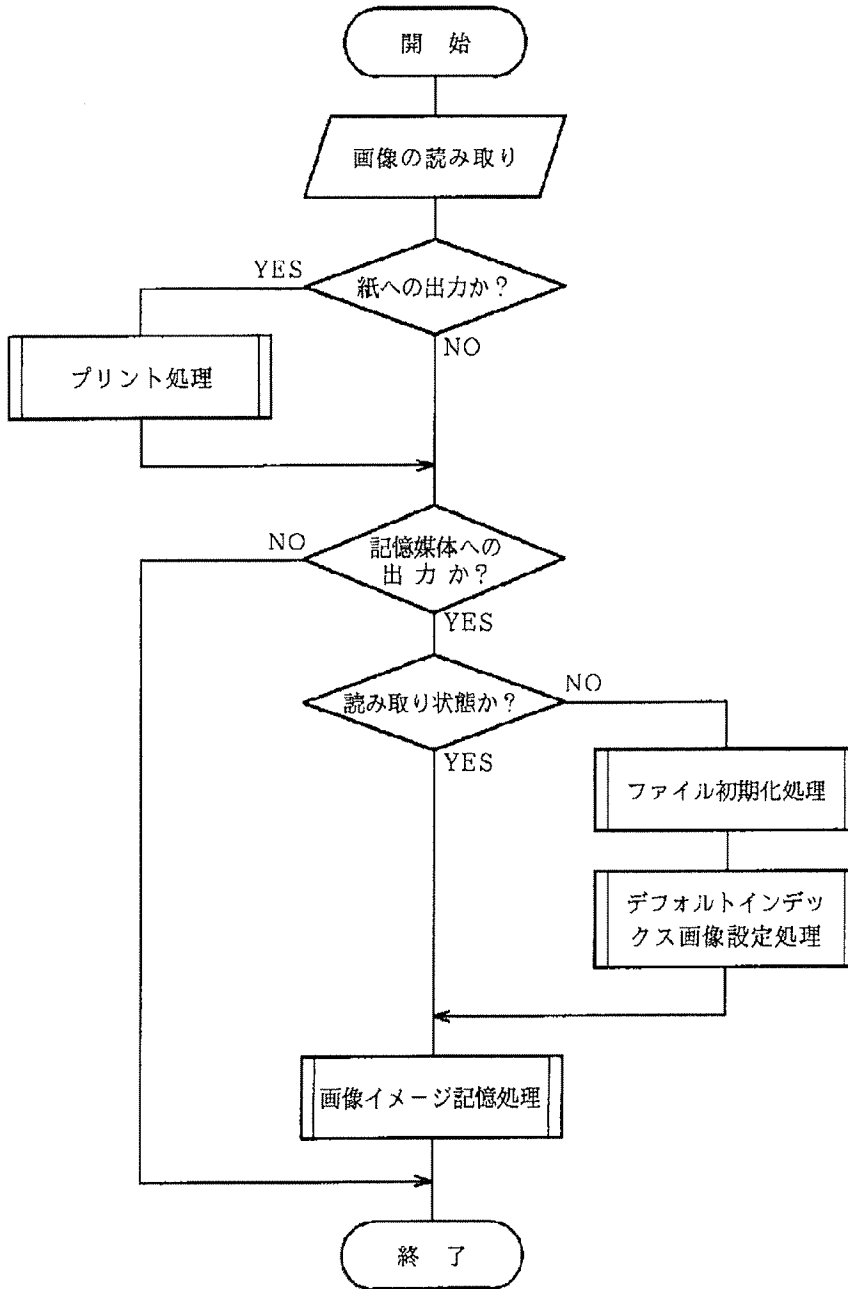 開 始
画像の読み取り
YES
紙への出力か?
NO
プリント処理
NO
記憶媒体への
出 力 か?
YES
読み取り状態か?
NO
YES
ファイル初期化処理
デフォルトインデッ
クス画像設定処理
画像イメージ記憶処理
終 了